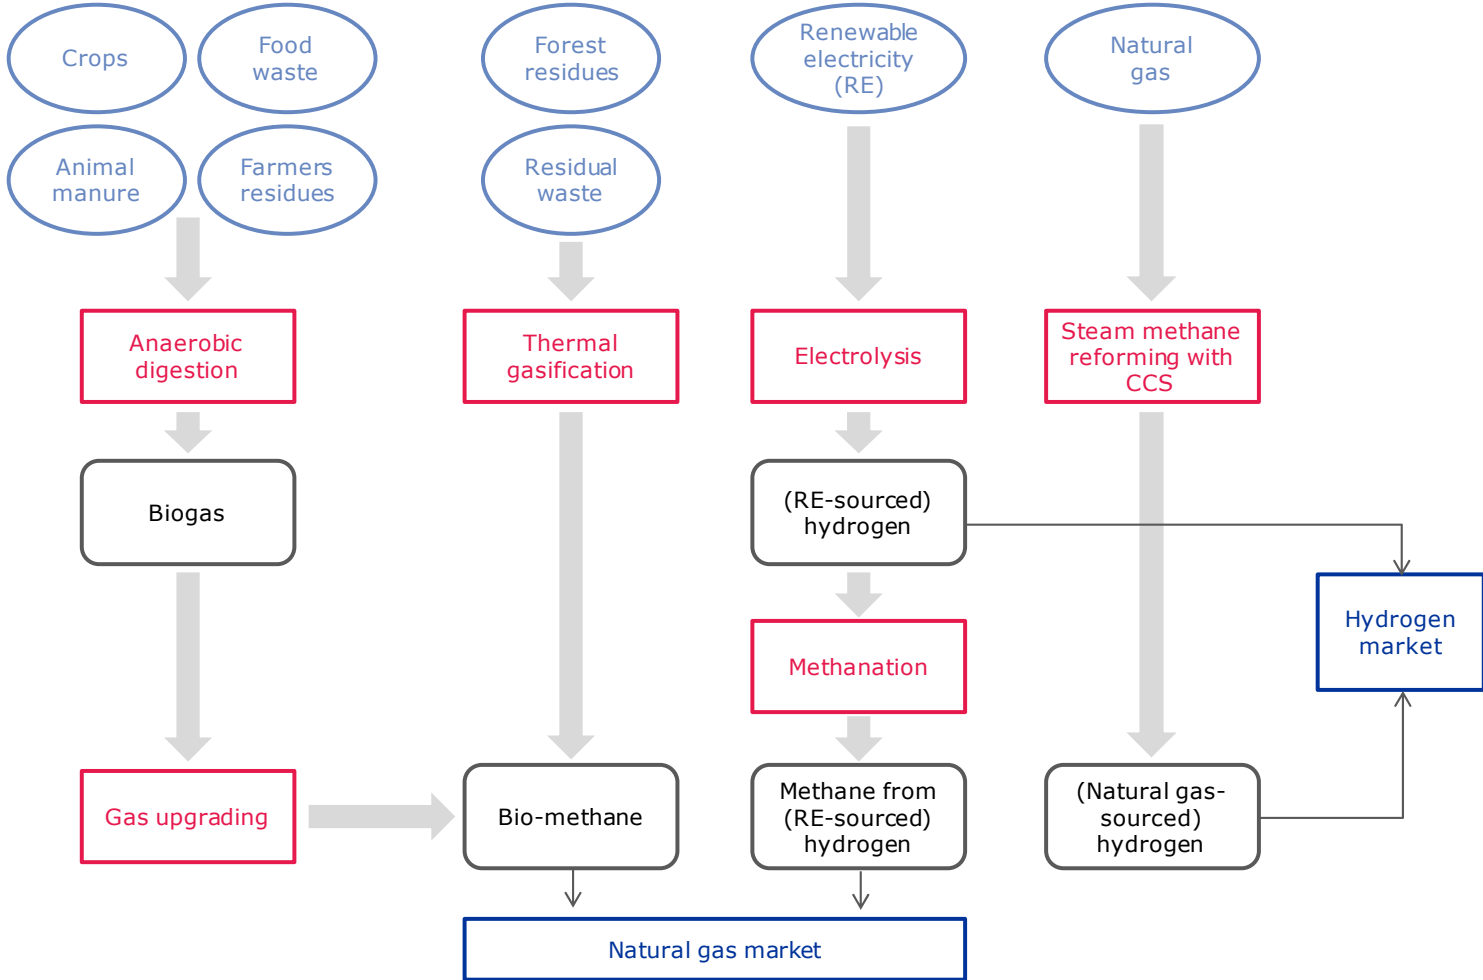 Crops
Food
waste
Forest
residues
Renewable
electricity
(RE)
Natural
gas
Animal
manure
Farmers
residues
Residual
waste
Anaerobic
digestion
Thermal
gasification
Electrolysis
Steam methane
reforming with
CCS
Biogas
(RE-sourced)
hydrogen
Hydrogen
market
Methanation
Gas upgrading
Bio-methane
Methane from
(RE-sourced)
hydrogen
(Natural gas-
sourced)
hydrogen
Natural gas market